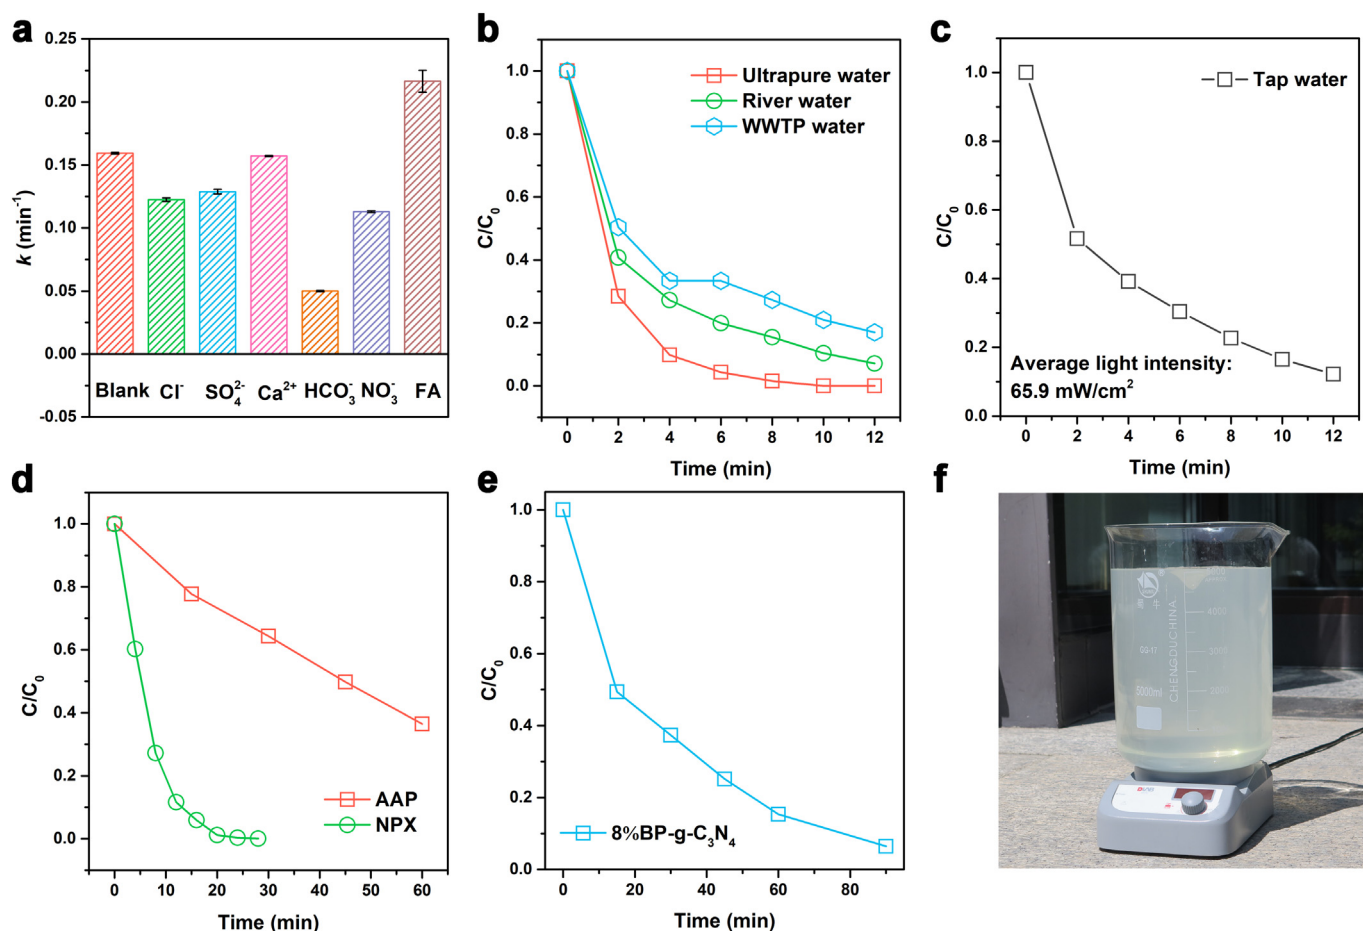 a
0.25
0.20
0.15
0.10
0.05
0.00
-0.05
k (min⁻¹)
Blank Cl⁻ SO₄²⁻ Ca²⁺ HCO₃⁻ NO₃⁻ FA
b
1.0
0.8
0.6
0.4
0.2
0.0
C/C₀
Ultrapure water
River water
WWTP water
0 2 4 6 8 10 12
Time (min)
c
1.0
0.8
0.6
0.4
0.2
0.0
C/C₀
Tap water
Average light intensity:
65.9 mW/cm²
0 2 4 6 8 10 12
Time (min)
d
1.0
0.8
0.6
0.4
0.2
0.0
C/C₀
AAP
NPX
0 10 20 30 40 50 60
Time (min)
e
1.0
0.8
0.6
0.4
0.2
0.0
C/C₀
8%BP-g-C₃N₄
0 20 40 60 80
Time (min)
f
4000
GG-17
3000
5000ml
CHENGDUCHINA